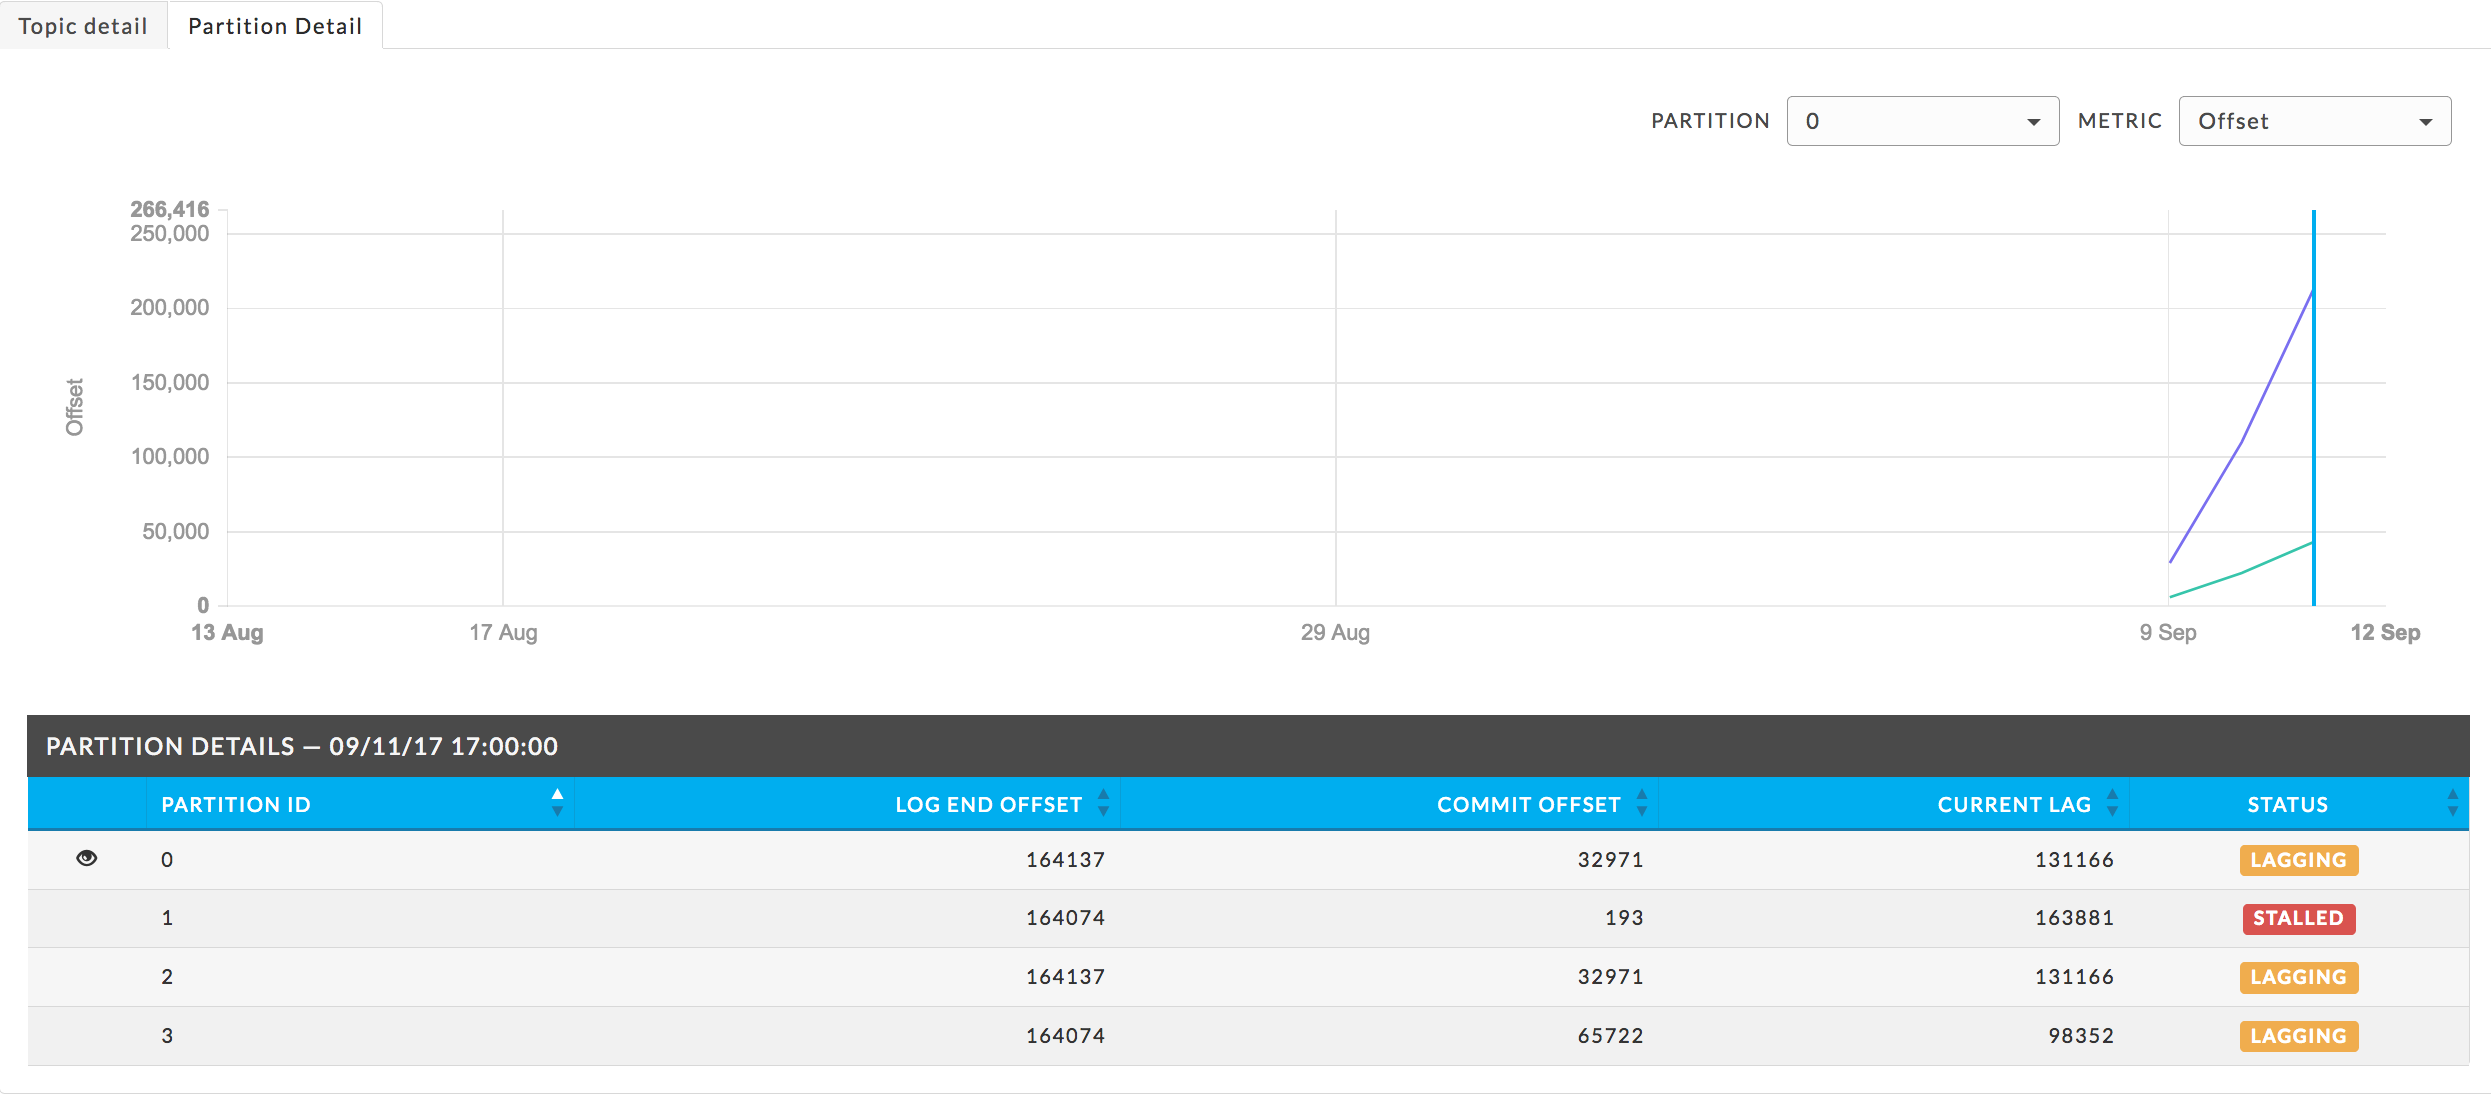 Topic detail Partition Detail
PARTITION 0 METRIC Offset
266,416
250,000
200,000
150,000
100,000
50,000
0
Offset
13 Aug 17 Aug 29 Aug 9 Sep 12 Sep
PARTITION DETAILS — 09/11/17 17:00:00
PARTITION ID LOG END OFFSET COMMIT OFFSET CURRENT LAG STATUS
0 164137 32971 131166 LAGGING
1 164074 193 163881 STALLED
2 164137 32971 131166 LAGGING
3 164074 65722 98352 LAGGING